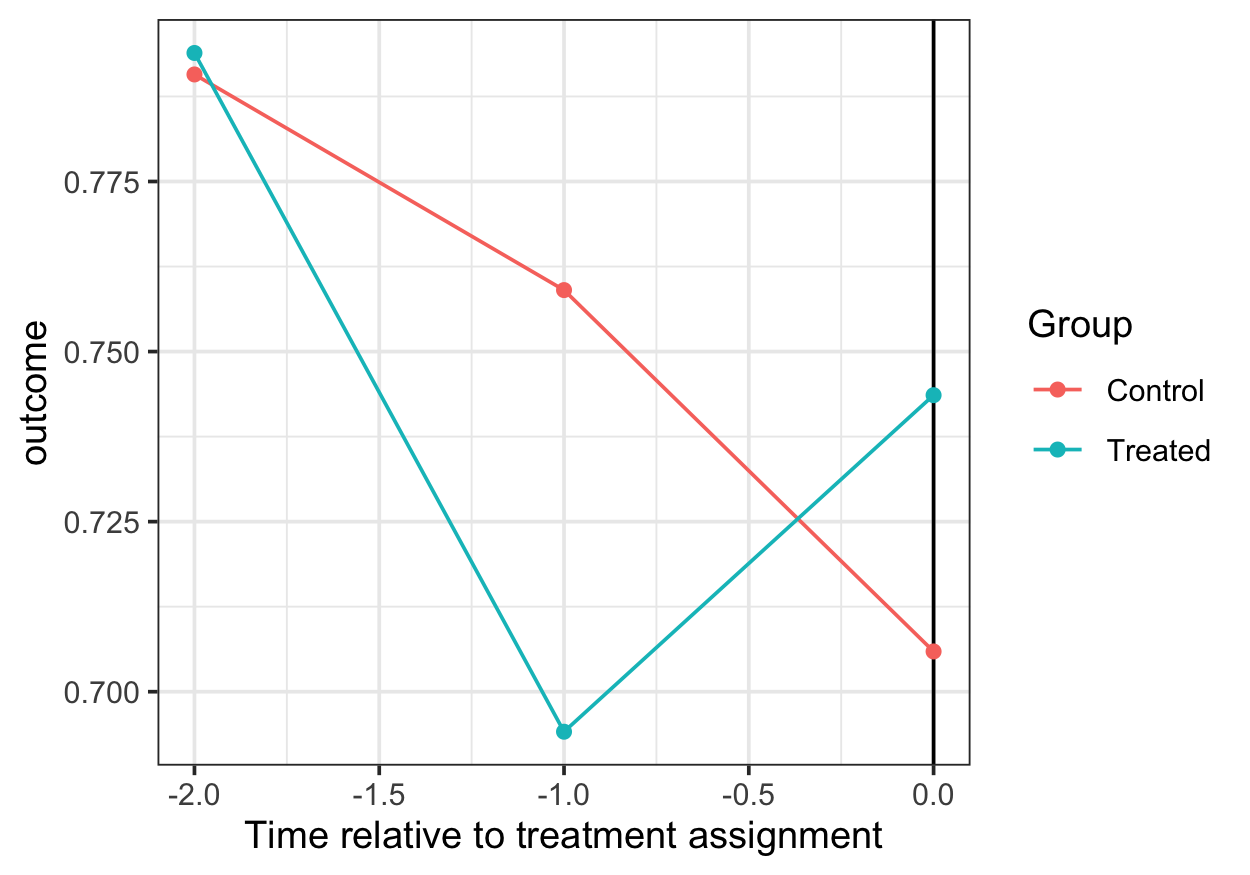 outcome
0.775
0.750
0.725
0.700
-2.0 -1.5 -1.0 -0.5 0.0
Time relative to treatment assignment
Group
Control
Treated